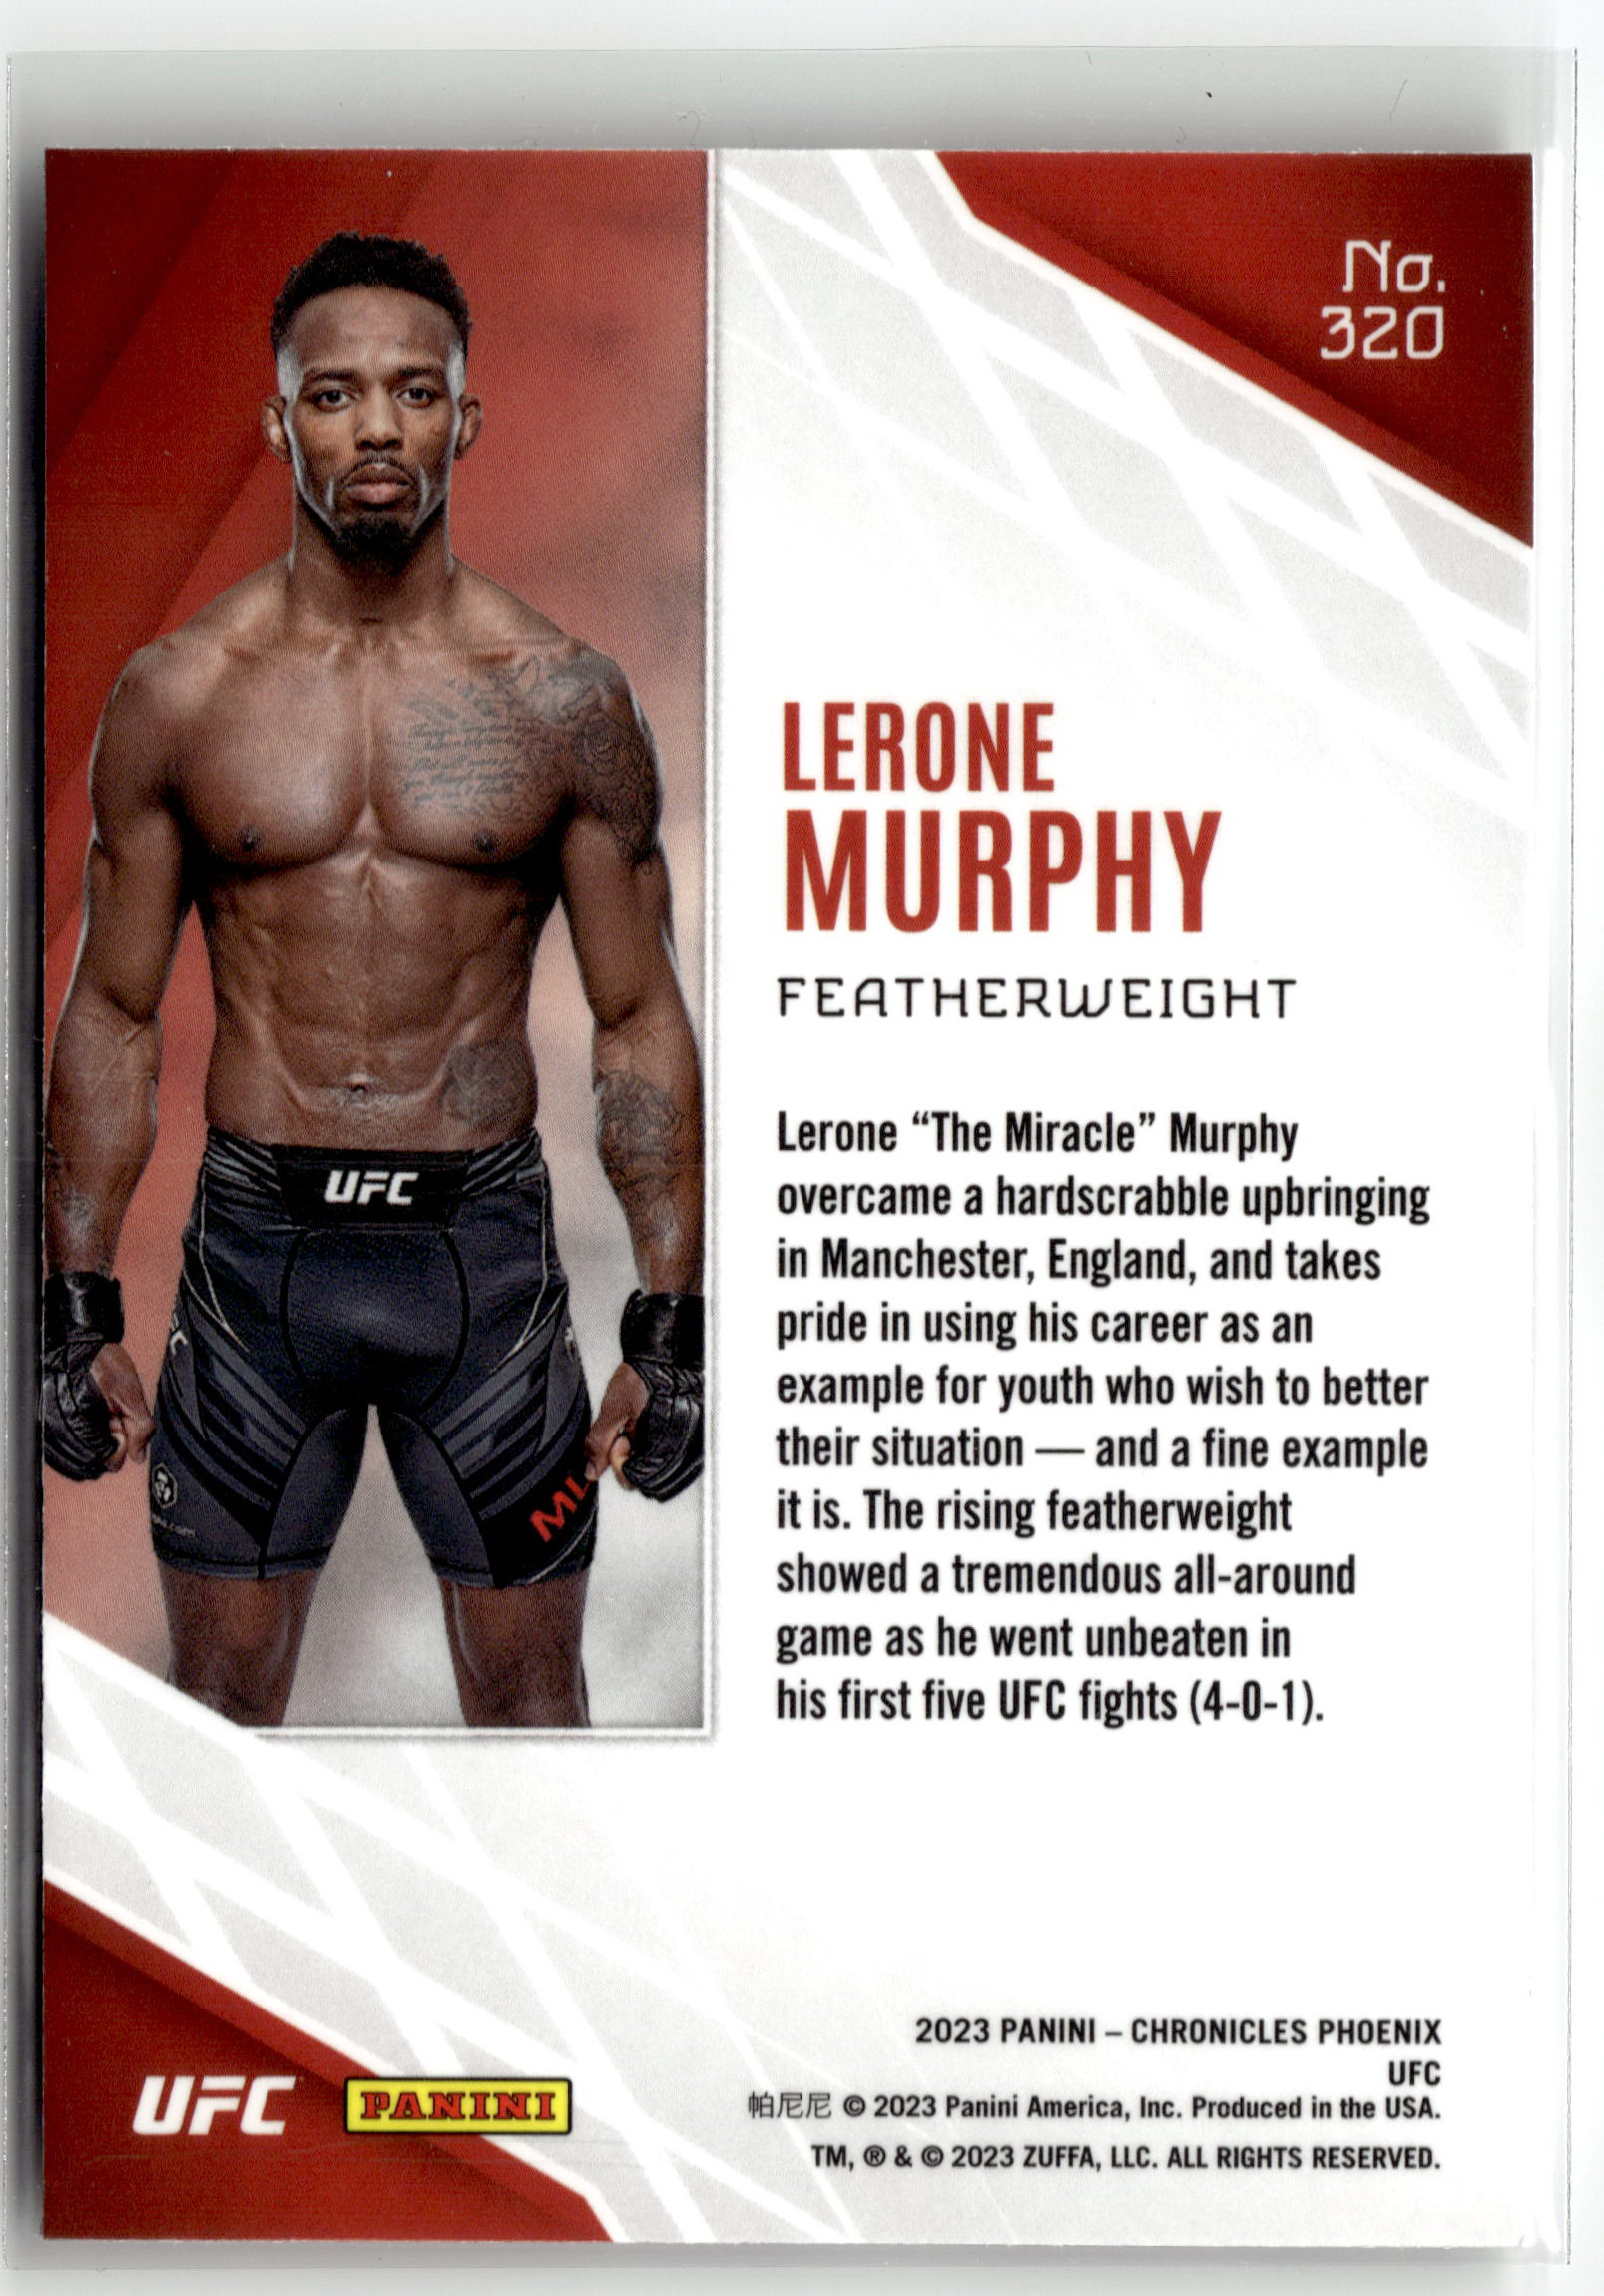 No.
320
LERONE
MURPHY
FEATHERWEIGHT
Lerone “The Miracle” Murphy
overcame a hardscrabble upbringing
in Manchester, England, and takes
pride in using his career as an
example for youth who wish to better
their situation — and a fine example
it is. The rising featherweight
showed a tremendous all-around
game as he went unbeaten in
his first five UFC fights (4-0-1).
UFC
2023 PANINI – CHRONICLES PHOENIX
UFC
帕尼尼 © 2023 Panini America, Inc. Produced in the USA.
TM, ® & © 2023 ZUFFA, LLC. ALL RIGHTS RESERVED.
UFC
PANINI